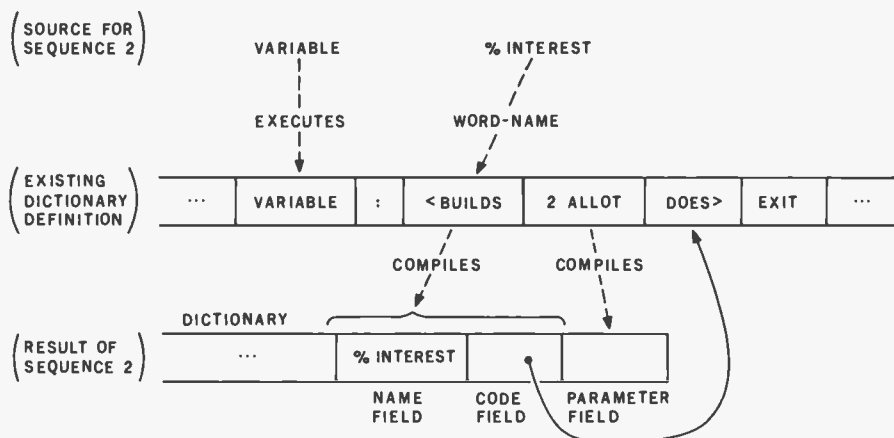 (SOURCE FOR
SEQUENCE 2)
VARIABLE
% INTEREST
EXECUTES
WORD-NAME
(EXISTING
DICTIONARY
DEFINITION)
... VARIABLE : <BUILDS 2 ALLOT DOES> EXIT ...
COMPILES COMPILES
DICTIONARY
(RESULT OF
SEQUENCE 2)
... % INTEREST
NAME
FIELD
CODE
FIELD
PARAMETER
FIELD